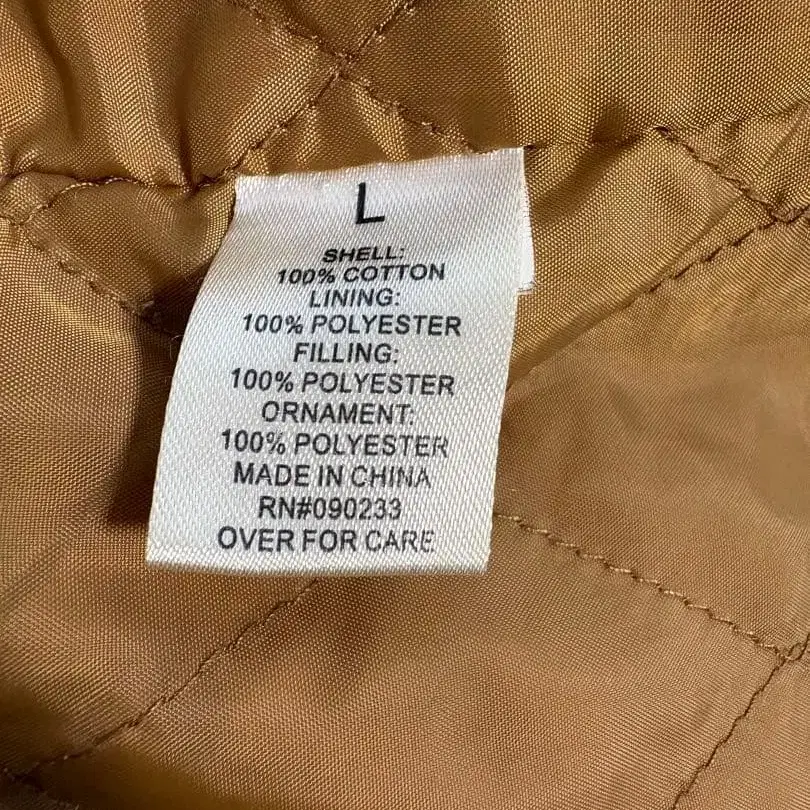 L
SHELL:
100% COTTON
LINING:
100% POLYESTER
FILLING:
100% POLYESTER
ORNAMENT:
100% POLYESTER
MADE IN CHINA
RN#090233
OVER FOR CARE